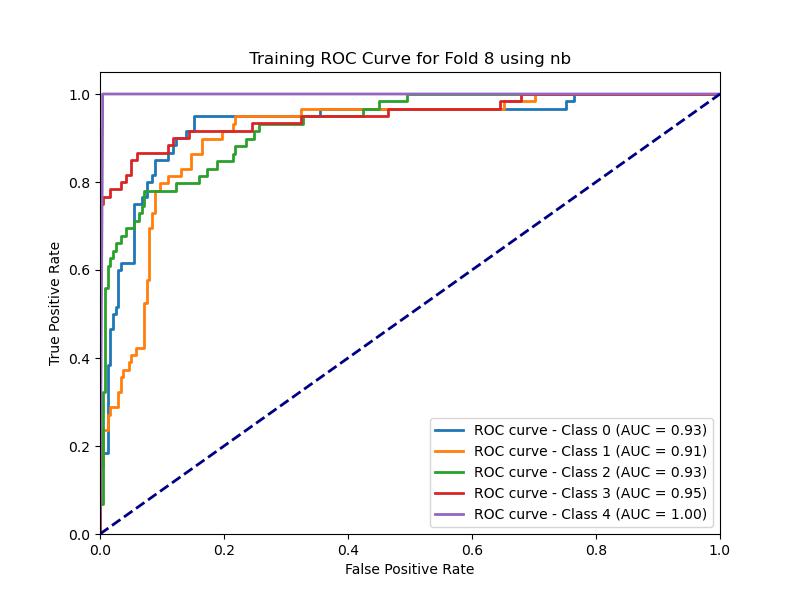 Training ROC Curve for Fold 8 using nb
True Positive Rate
1.0
0.8
0.6
0.4
0.2
0.0
ROC curve - Class 0 (AUC = 0.93)
ROC curve - Class 1 (AUC = 0.91)
ROC curve - Class 2 (AUC = 0.93)
ROC curve - Class 3 (AUC = 0.95)
ROC curve - Class 4 (AUC = 1.00)
0.0 0.2 0.4 0.6 0.8 1.0
False Positive Rate